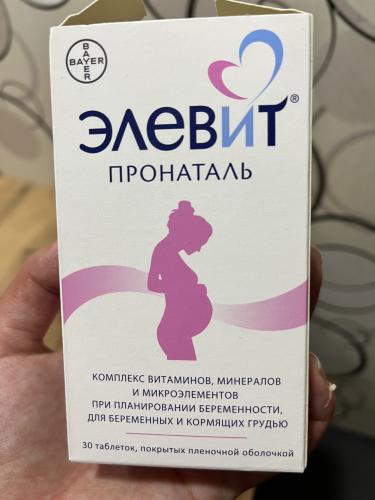 BAYER
BAYER
ЭЛЕВИТ®
ПРОНАТАЛЬ
КОМПЛЕКС ВИТАМИНОВ, МИНЕРАЛОВ
И МИКРОЭЛЕМЕНТОВ
ПРИ ПЛАНИРОВАНИИ БЕРЕМЕННОСТИ,
ДЛЯ БЕРЕМЕННЫХ И КОРМЯЩИХ ГРУДЬЮ
30 таблеток, покрытых пленочной оболочкой